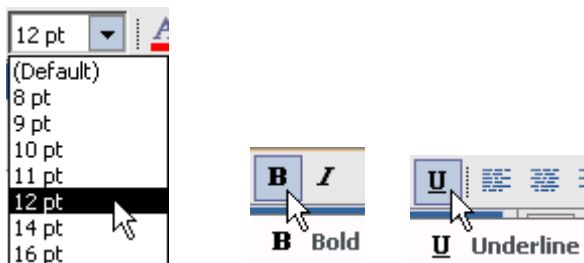 12 pt A
(Default)
8 pt
9 pt
10 pt
11 pt
12 pt
14 pt
16 pt
B I
B Bold
U
U Underline